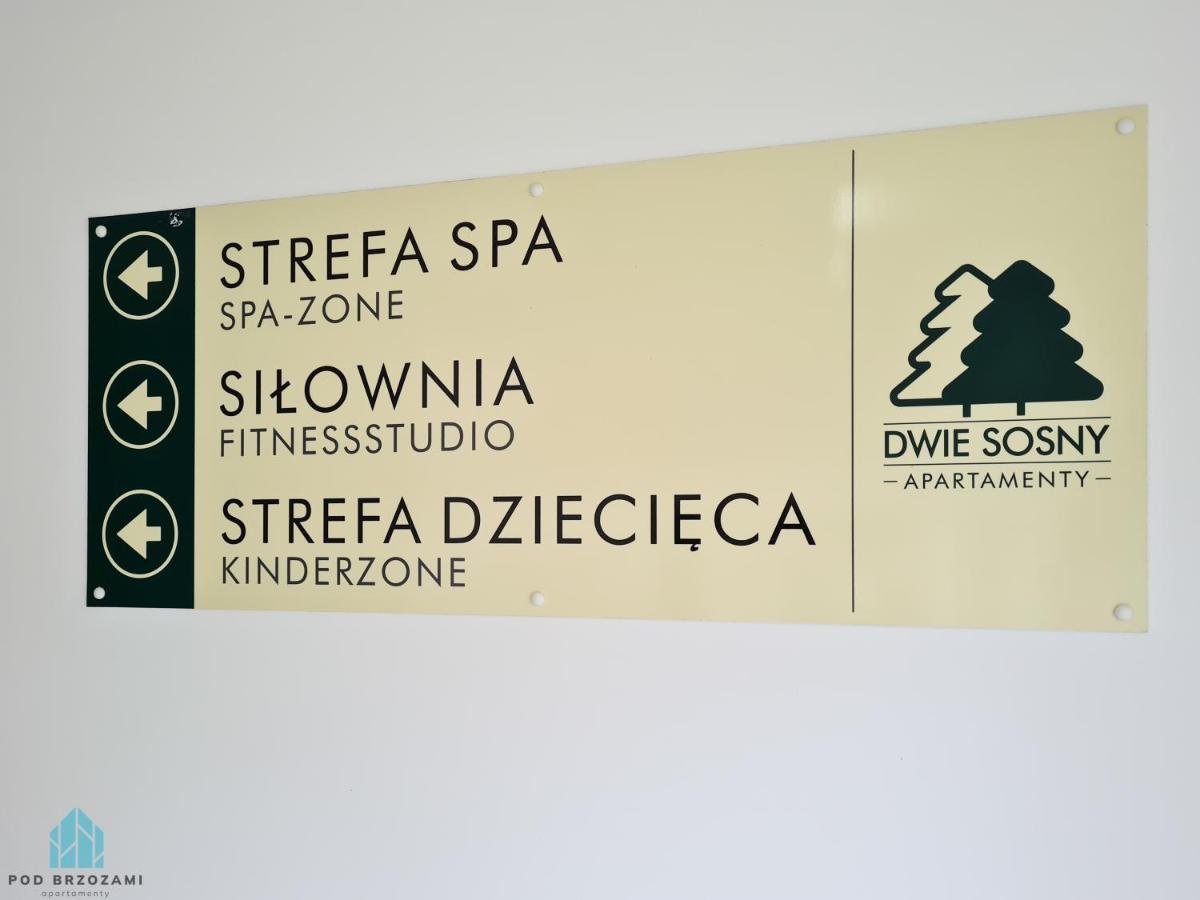 STREFA SPA
SPA-ZONE
SIŁOWNIA
FITNESSSTUDIO
STREFA DZIECIĘCA
KINDERZONE
DWIE SOSNY
- APARTAMENTY -
POD BRZOZAMI
apartamenty